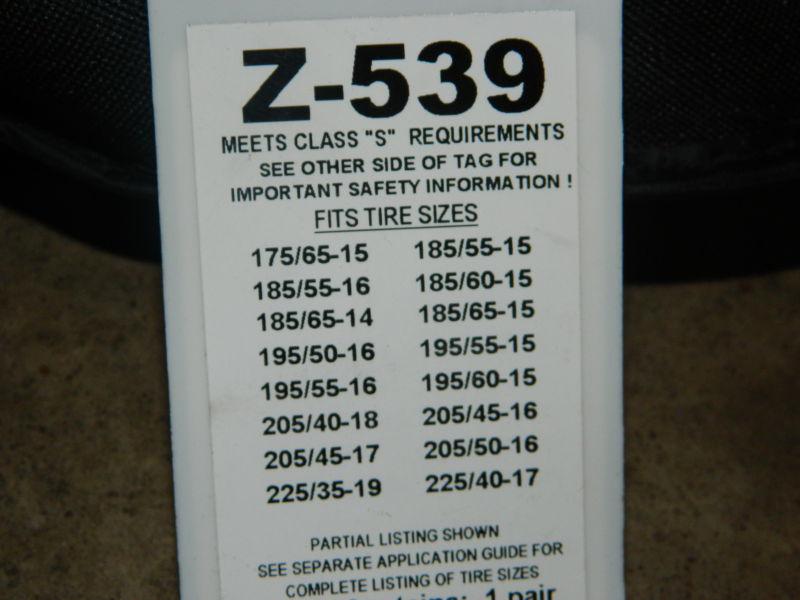 Z-539
MEETS CLASS "S" REQUIREMENTS
SEE OTHER SIDE OF TAG FOR
IMPORTANT SAFETY INFORMATION !
FITS TIRE SIZES
175/65-15 185/55-15
185/55-16 185/60-15
185/65-14 185/65-15
195/50-16 195/55-15
195/55-16 195/60-15
205/40-18 205/45-16
205/45-17 205/50-16
225/35-19 225/40-17
PARTIAL LISTING SHOWN
SEE SEPARATE APPLICATION GUIDE FOR
COMPLETE LISTING OF TIRE SIZES
1 pair